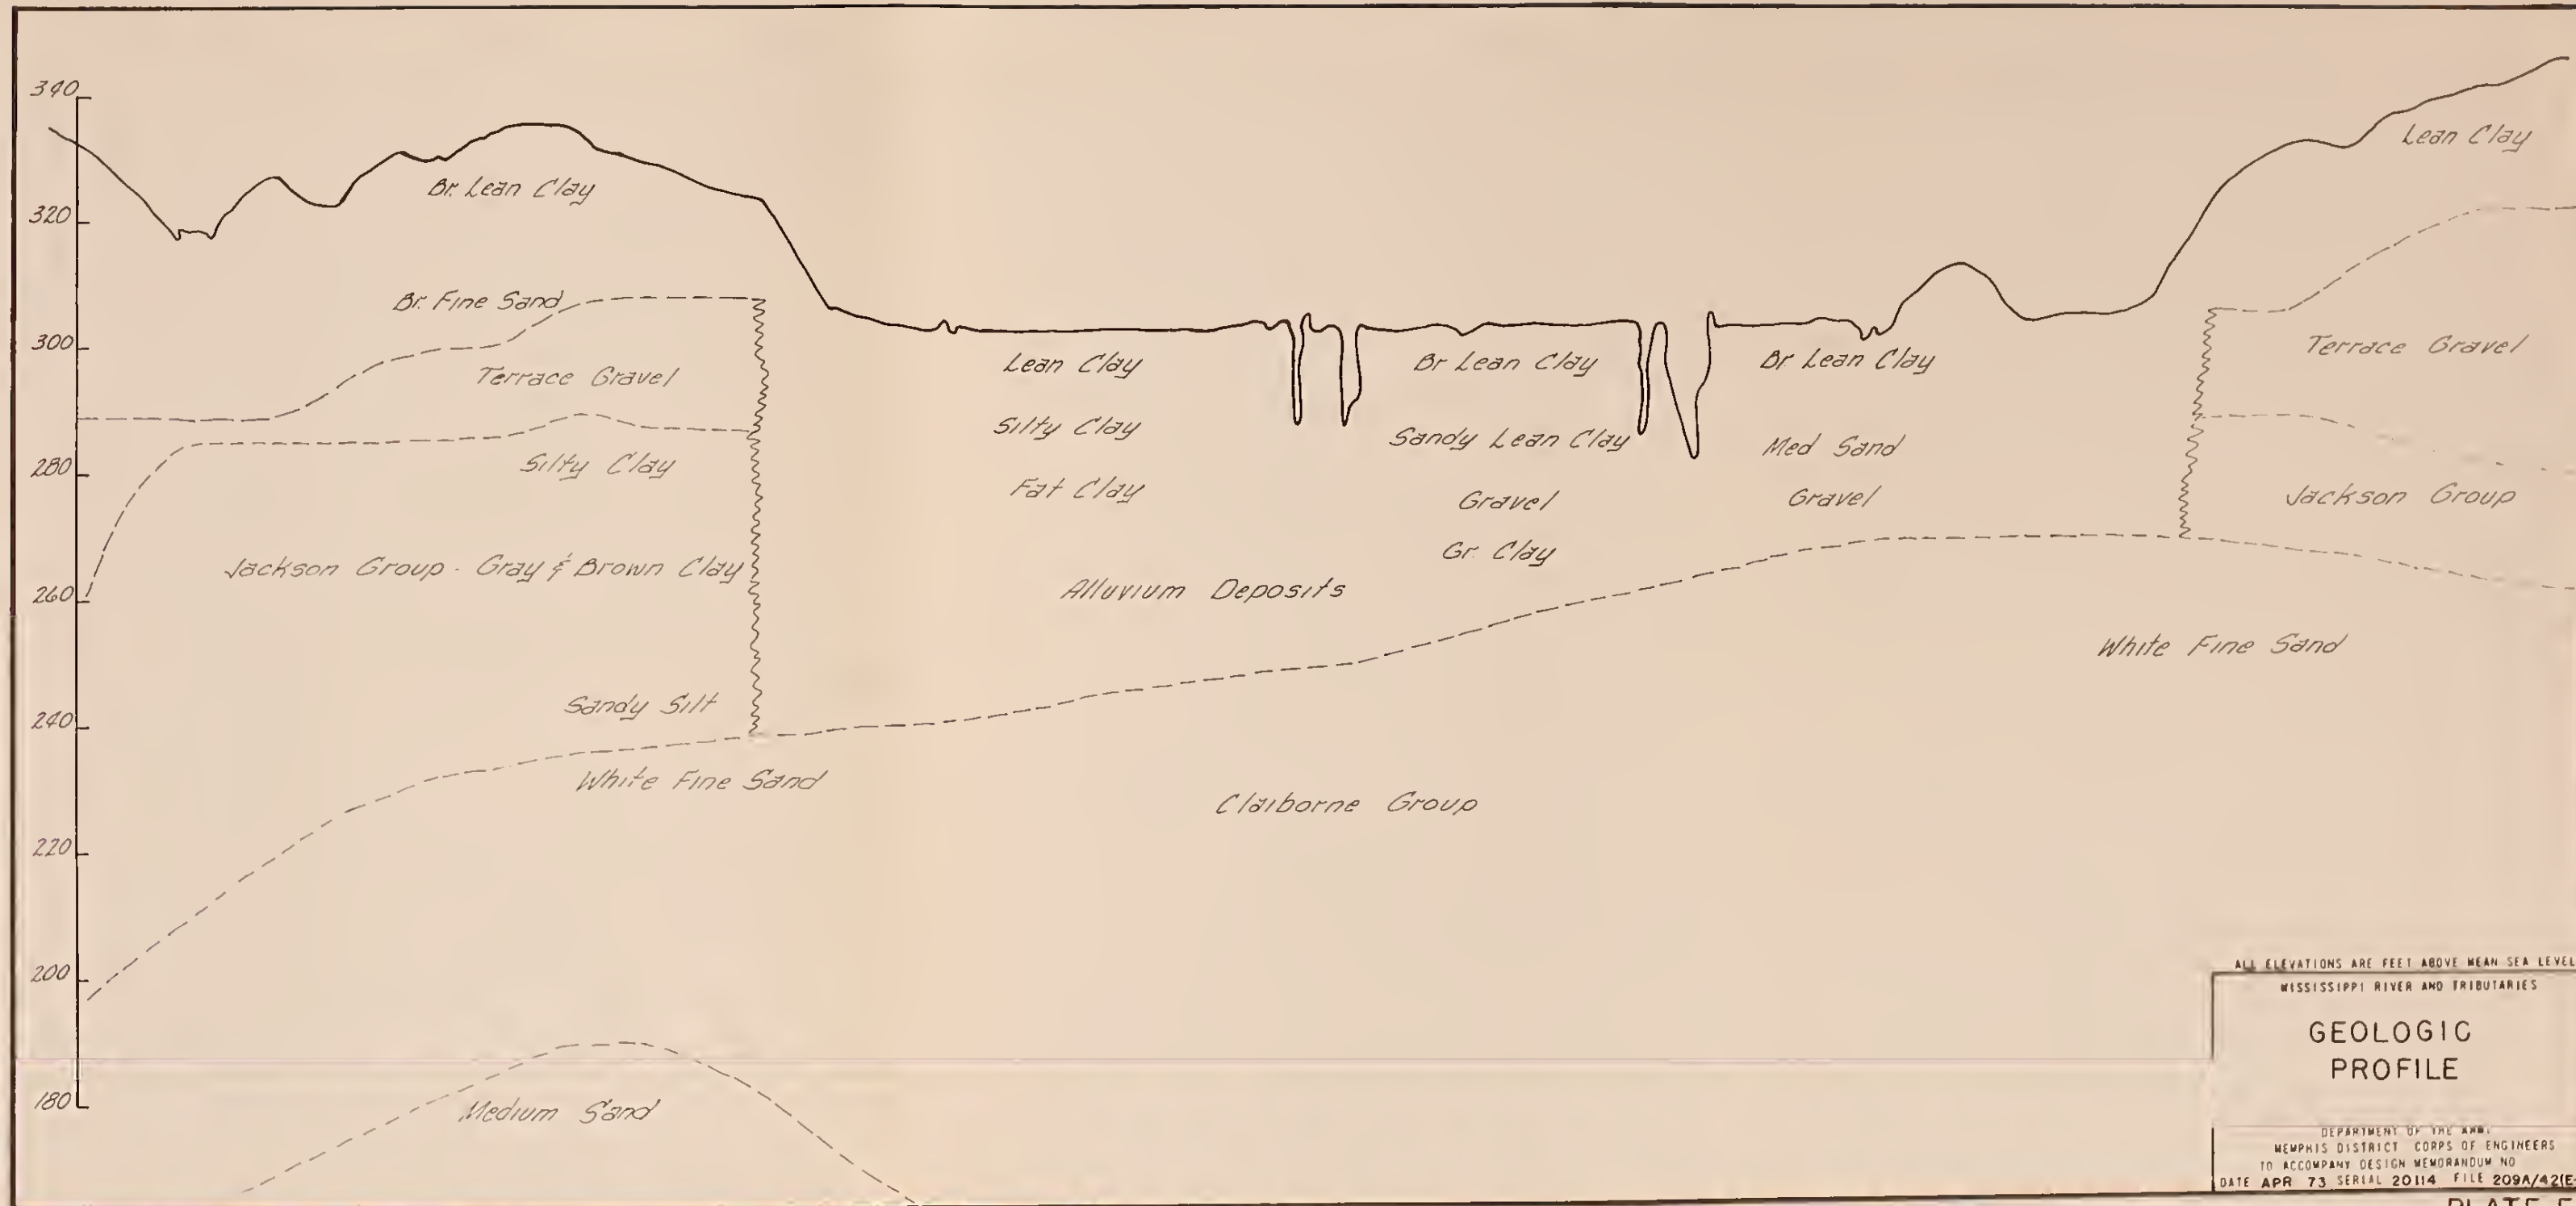 340
320
300
280
260
240
220
200
180
Br. Lean Clay
Br. Fine Sand
Terrace Gravel
Silty Clay
Jackson Group - Gray & Brown Clay
Sandy Silt
White Fine Sand
Medium Sand
Lean Clay
Silty Clay
Fat Clay
Alluvium Deposits
Claiborne Group
Br Lean Clay
Sandy Lean Clay
Gravel
Gr. Clay
Br Lean Clay
Med Sand
Gravel
Lean Clay
Terrace Gravel
Jackson Group
White Fine Sand
ALL ELEVATIONS ARE FEET ABOVE MEAN SEA LEVEL
MISSISSIPPI RIVER AND TRIBUTARIES
GEOLOGIC
PROFILE
DEPARTMENT OF THE ARMY
MEMPHIS DISTRICT CORPS OF ENGINEERS
TO ACCOMPANY DESIGN MEMORANDUM NO
DATE APR 73 SERIAL 20114 FILE 209A/42(E-
PLATE E